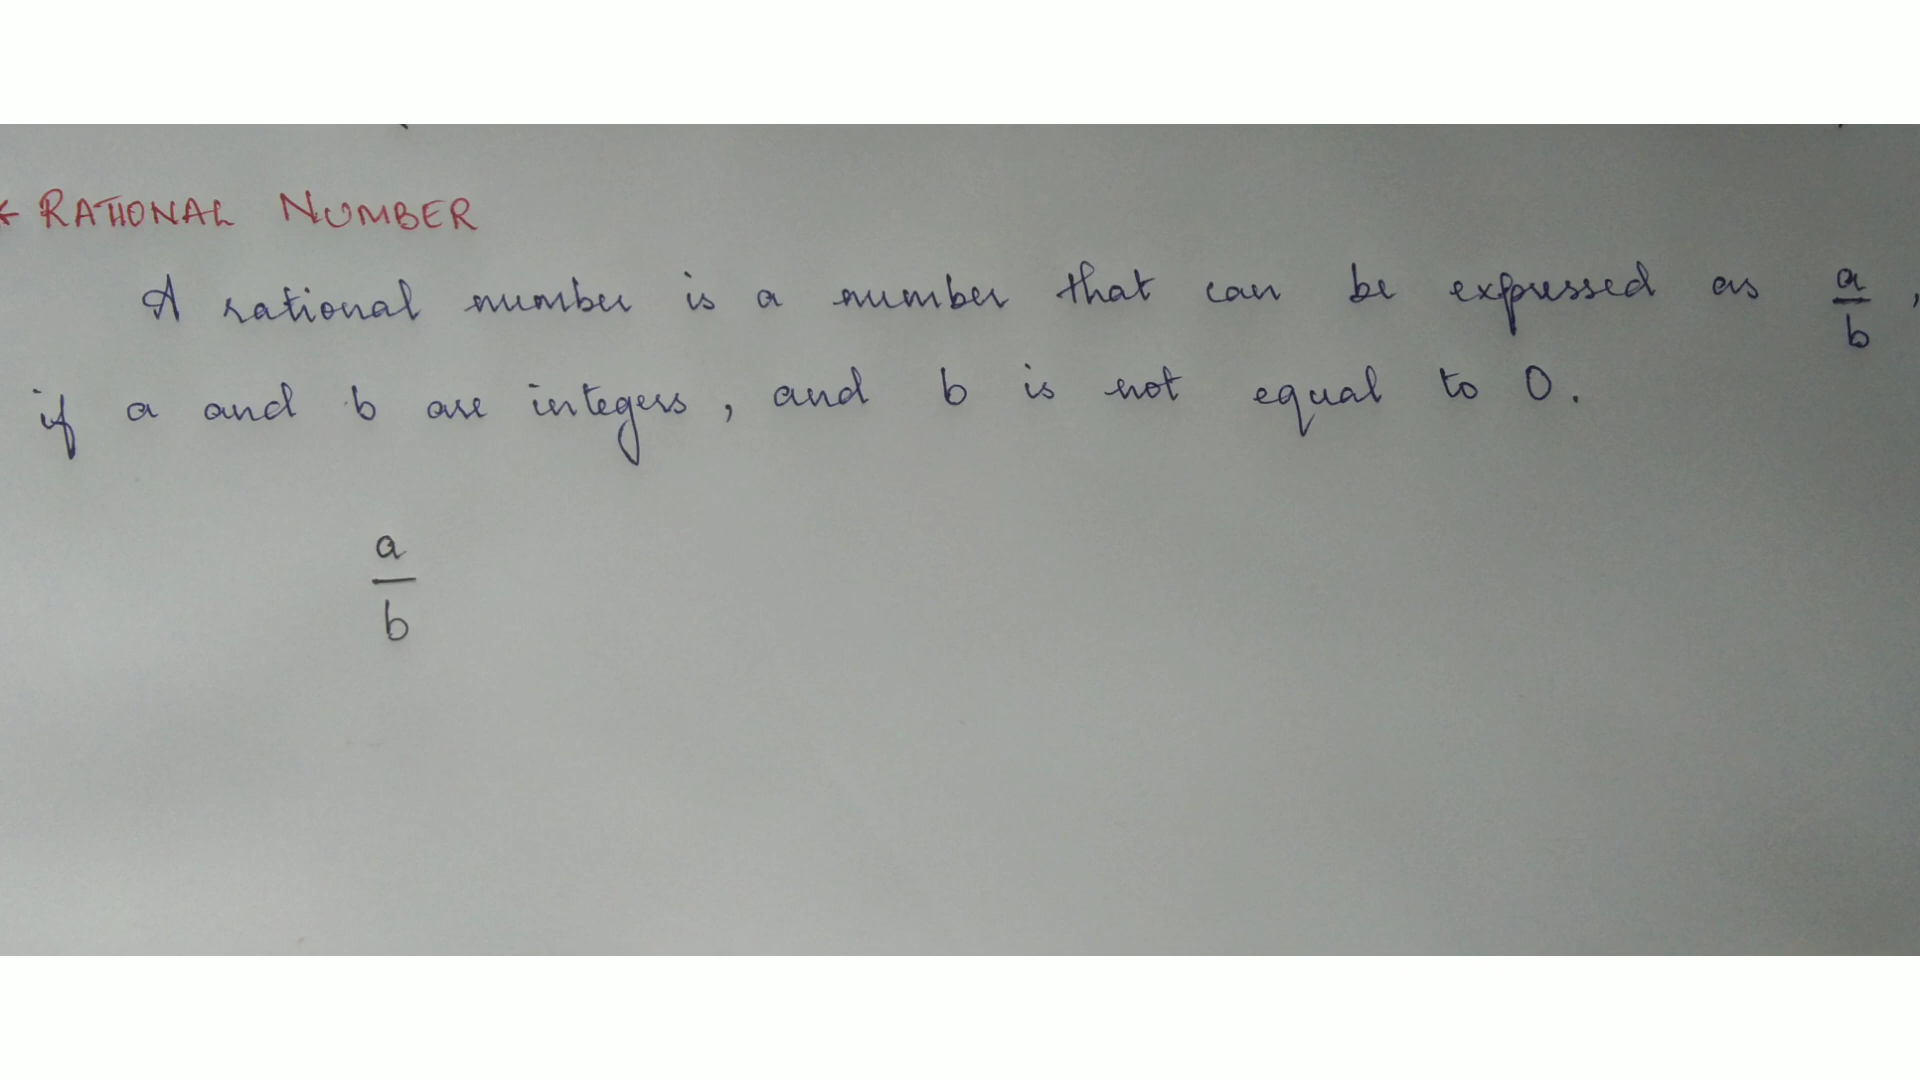 * RATIONAL NUMBER
A rational number is a number that can be expressed as a/b ,
if a and b are integers , and b is not equal to 0 .
a
b